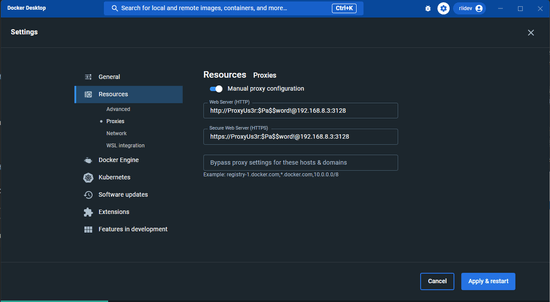 Docker Desktop
Search for local and remote images, containers, and more...
Ctrl+K
rlidev
Settings
General
Resources
Advanced
Proxies
Network
WSL integration
Docker Engine
Kubernetes
Software updates
Extensions
Features in development
Resources Proxies
Manual proxy configuration
Web Server (HTTP)
http://ProxyUs3r:$Pa$$word!@192.168.8.3:3128
Secure Web Server (HTTPS)
https://ProxyUs3r:$Pa$$word!@192.168.8.3:3128
Bypass proxy settings for these hosts & domains
Example: registry-1.docker.com,*.docker.com,10.0.0.0/8
Cancel
Apply & restart